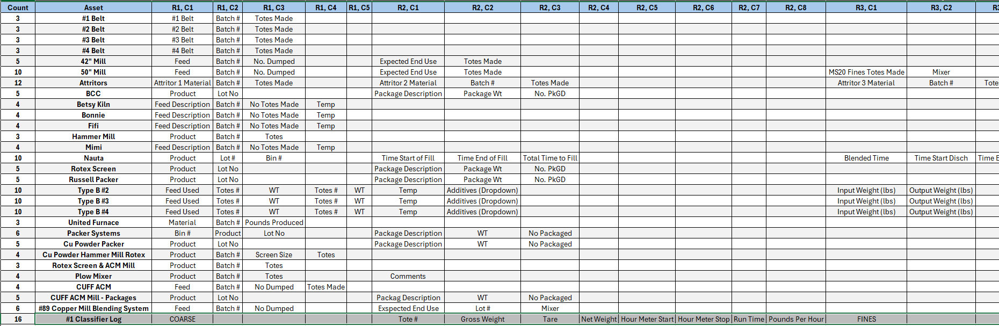 Count Asset R1, C1 R1, C2 R1, C3 R1, C4 R1, C5 R2, C1 R2, C2 R2, C3 R2, C4 R2, C5 R2, C6 R2, C7 R2, C8 R3, C1 R3, C2
3 #1 Belt #1 Belt Batch # Totes Made
3 #2 Belt #2 Belt Batch # Totes Made
3 #3 Belt #3 Belt Batch # Totes Made
3 #4 Belt #4 Belt Batch # Totes Made
5 42" Mill Feed Batch # No. Dumped Expected End Use Totes Made
10 50" Mill Feed Batch # No. Dumped Expected End Use Totes Made MS20 Fines Totes Made Mixer
12 Attritors Attritor 1 Material Batch # Totes Made Attritor 2 Material Batch # Totes Made Attritor 3 Material Batch # Tote
5 BCC Product Lot No Package Description Package Wt No. PkGD
4 Betsy Kiln Feed Description Batch # No Totes Made Temp
4 Bonnie Feed Description Batch # No Totes Made Temp
4 Fifi Feed Description Batch # No Totes Made Temp
3 Hammer Mill Product Batch # Totes
4 Mimi Feed Description Batch # No Totes Made Temp
10 Nauta Product Lot # Bin # Time Start of Fill Time End of Fill Total Time to Fill Blended Time Time Start Disch Time E
5 Rotex Screen Product Lot No Package Description Package Wt No. PkGD
5 Russell Packer Product Lot No Package Description Package Wt No. PkGD
10 Type B #2 Feed Used Totes # WT Totes # WT Temp Additives (Dropdown) Input Weight (lbs) Output Weight (lbs)
10 Type B #3 Feed Used Totes # WT Totes # WT Temp Additives (Dropdown) Input Weight (lbs) Output Weight (lbs)
10 Type B #4 Feed Used Totes # WT Totes # WT Temp Additives (Dropdown) Input Weight (lbs) Output Weight (lbs)
3 United Furnace Material Batch # Pounds Produced
6 Packer Systems Bin # Product Lot No Package Description WT No Packaged
5 Cu Powder Packer Product Lot No Package Description WT No Packaged
4 Cu Powder Hammer Mill Rotex Product Batch # Screen Size Totes
3 Rotex Screen & ACM Mill Product Batch # Totes
4 Plow Mixer Product Batch # Totes Comments
4 CUFF ACM Feed Batch # No Dumped Totes Made
5 CUFF ACM Mill - Packages Product Lot No Packag Description WT No Packaged
6 #89 Copper Mill Blending System Feed Batch # No Dumped Exspected End Use Lot # Mixer
16 #1 Classifier Log COARSE Tote # Gross Weight Tare Net Weight Hour Meter Start Hour Meter Stop Run Time Pounds Per Hour FINES